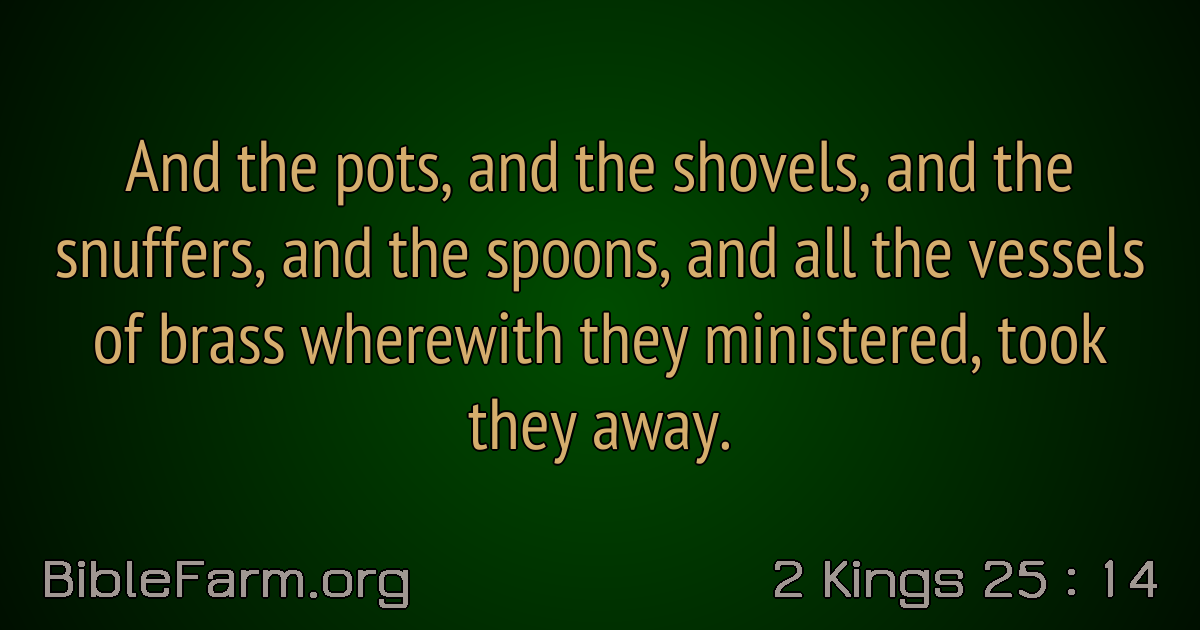 And the pots, and the shovels, and the
snuffers, and the spoons, and all the vessels
of brass wherewith they ministered, took
they away.
BibleFarm.org
2 Kings 25 : 14